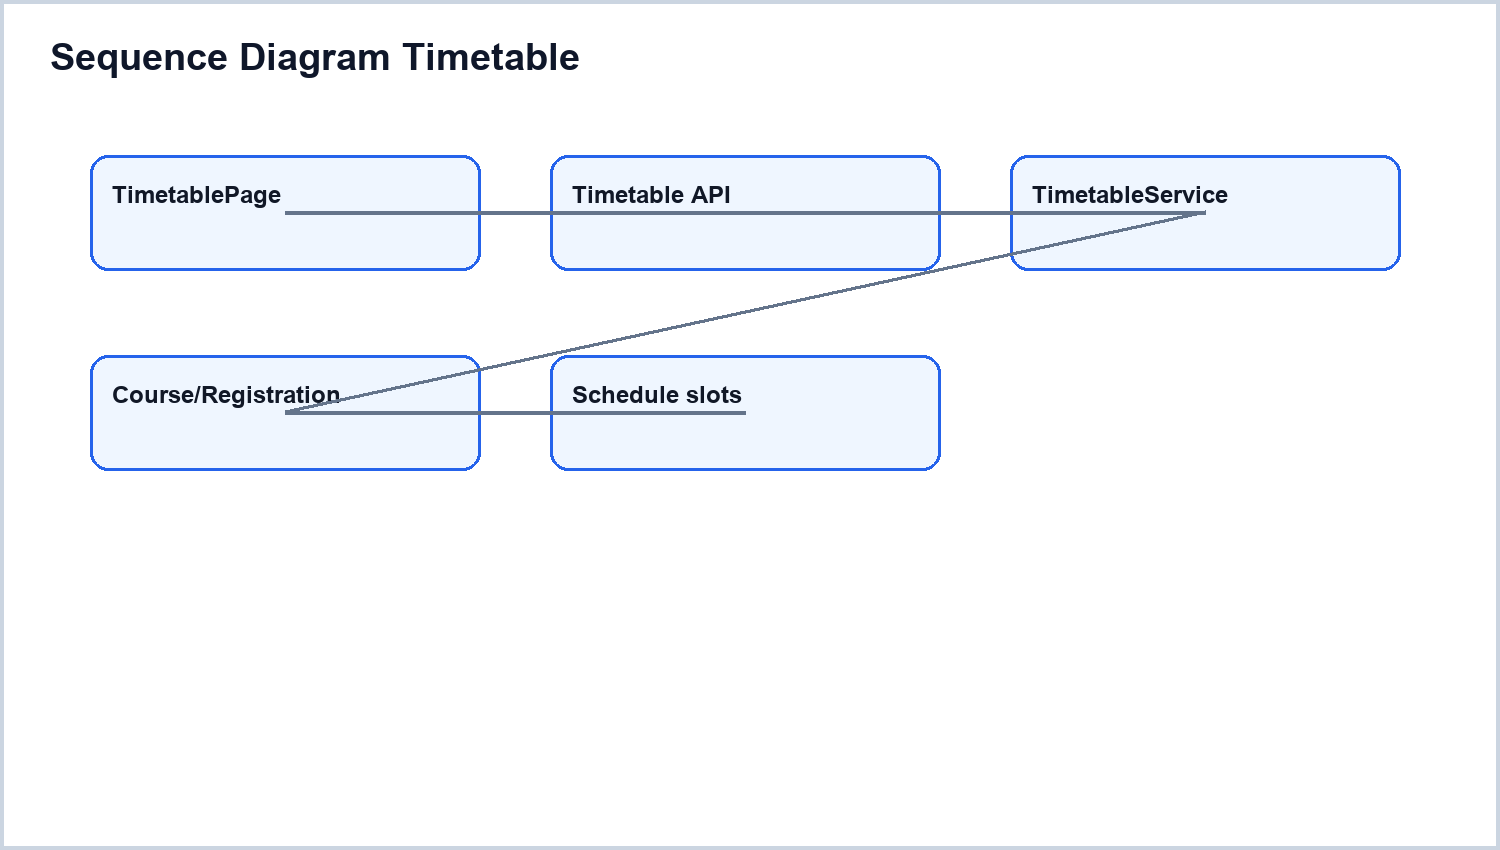 Sequence Diagram Timetable
TimetablePage
Timetable API
TimetableService
Course/Registration
Schedule slots